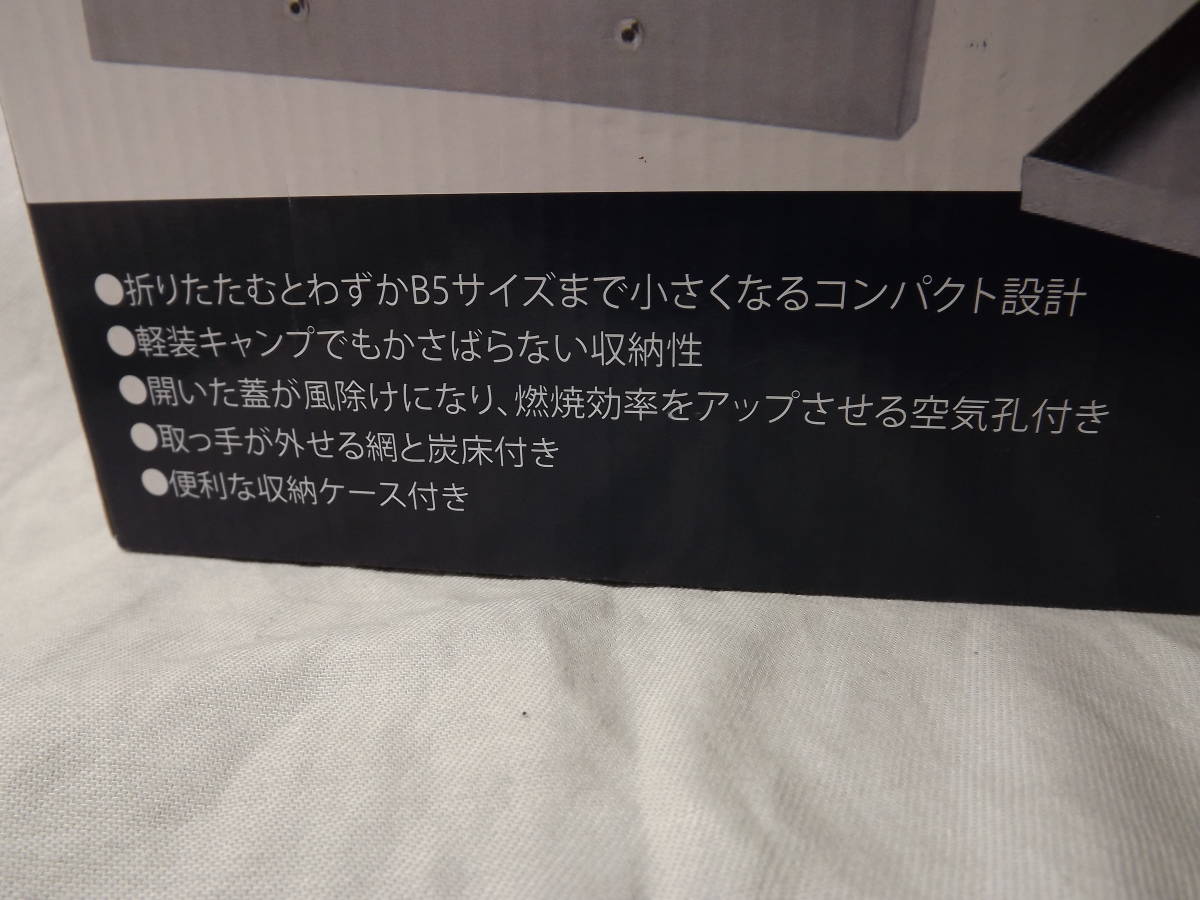 ●折りたたむとわずかB5サイズまで小さくなるコンパクト設計
●軽装キャンプでもかさばらない収納性
●開いた蓋が風除けになり、燃焼効率をアップさせる空気孔付き
●取っ手が外せる網と炭床付き
●便利な収納ケース付き